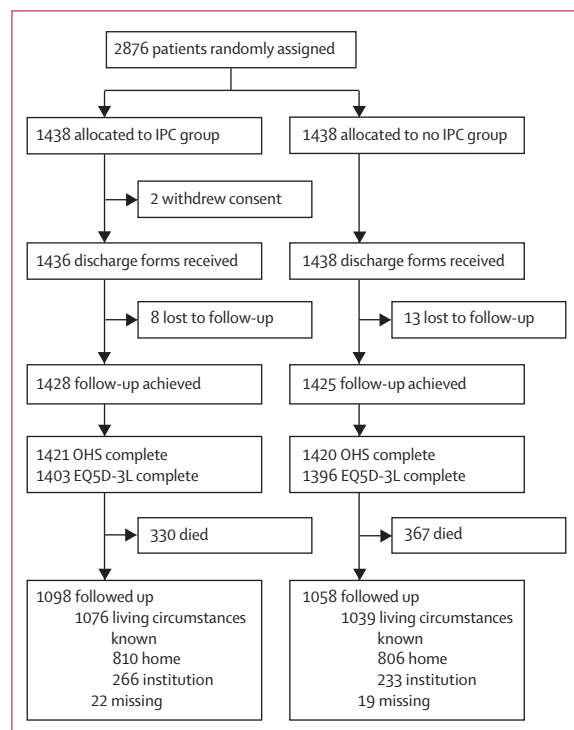 2876 patients randomly assigned
1438 allocated to IPC group
1438 allocated to no IPC group
2 withdrew consent
1436 discharge forms received
1438 discharge forms received
8 lost to follow-up
13 lost to follow-up
1428 follow-up achieved
1425 follow-up achieved
1421 OHS complete
1403 EQ5D-3L complete
1420 OHS complete
1396 EQ5D-3L complete
330 died
367 died
1098 followed up
1076 living circumstances
known
810 home
266 institution
22 missing
1058 followed up
1039 living circumstances
known
806 home
233 institution
19 missing